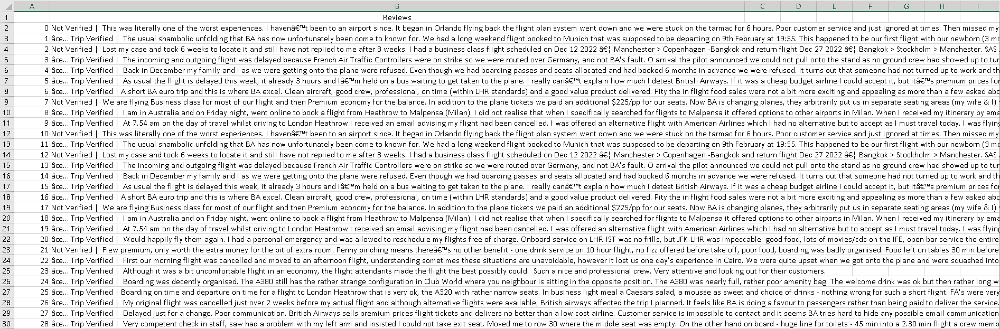 A B C D E F G H I
1 Reviews
2 0 Not Verified |  This was literally one of the worst experiences. I havenâ€™t been to an airport since. It began in Orlando flying back the flight plan system went down and we were stuck on the tarmac for 6 hours. Poor customer service and just ignored at times. Then missed my
3 1 âœ… Trip Verified |  The usual shambolic unfolding that BA has now unfortunately been come to known for. We had a long weekend flight booked to Munich that was supposed to be departing on 9th February at 19:55. This happened to be our first flight with our newborn (3 mo
4 2 Not Verified |  Lost my case and took 6 weeks to locate it and still have not replied to me after 8 weeks. I had a business class flight scheduled on Dec 12 2022 â€¦ Manchester > Copenhagen -Bangkok and return flight Dec 27 2022 â€¦ Bangkok > Stockholm > Manchester. SAS
5 3 âœ… Trip Verified |  The incoming and outgoing flight was delayed because French Air Traffic Controllers were on strike so we were routed over Germany, and not BA's fault. O arrival the pilot announced we could not pull onto the stand as no ground crew had showed up to tur
6 4 âœ… Trip Verified |  Back in December my family and I as we were getting onto the plane were refused. Even though we had boarding passes and seats allocated and had booked 6 months in advance we were refused. It turns out that someone had not turned up to work and th
7 5 âœ… Trip Verified |  As usual the flight is delayed this week, it already 3 hours and Iâ€™m held on a bus waiting to get taken to the plane. I really canâ€™t explain how much I detest British Airways. If it was a cheap budget airline I could accept it, but itâ€™s premium prices for
8 6 âœ… Trip Verified | A short BA euro trip and this is where BA excel. Clean aircraft, good crew, professional, on time (within LHR standards) and a good value product delivered. Pity the in flight food sales were not a bit more exciting and appealing as more than a few asked abo
9 7 Not Verified |  We are flying Business class for most of our flight and then Premium economy for the balance. In addition to the plane tickets we paid an additional $225/pp for our seats. Now BA is changing planes, they arbitrarily put us in separate seating areas (my wife & I)
10 8 âœ… Trip Verified |  I am in Australia and on Friday night, went online to book a flight from Heathrow to Malpensa (Milan). I did not realise that when I specifically searched for flights to Malpensa it offered options to other airports in Milan. When I received my itinerary by ema
11 9 âœ… Trip Verified |  At 7.54 am on the day of travel whilst driving to London Heathrow I received an email advising my flight had been cancelled. I was offered an alternative flight with American Airlines which I had no alternative but to accept as I must travel today. I was flying
12 10 Not Verified |  This was literally one of the worst experiences. I havenâ€™t been to an airport since. It began in Orlando flying back the flight plan system went down and we were stuck on the tarmac for 6 hours. Poor customer service and just ignored at times. Then missed my
13 11 âœ… Trip Verified |  The usual shambolic unfolding that BA has now unfortunately been come to known for. We had a long weekend flight booked to Munich that was supposed to be departing on 9th February at 19:55. This happened to be our first flight with our newborn (3 mo
14 12 Not Verified |  Lost my case and took 6 weeks to locate it and still have not replied to me after 8 weeks. I had a business class flight scheduled on Dec 12 2022 â€¦ Manchester > Copenhagen -Bangkok and return flight Dec 27 2022 â€¦ Bangkok > Stockholm > Manchester. SAS
15 13 âœ… Trip Verified |  The incoming and outgoing flight was delayed because French Air Traffic Controllers were on strike so we were routed over Germany, and not BA's fault. O arrival the pilot announced we could not pull onto the stand as no ground crew had showed up to tur
16 14 âœ… Trip Verified |  Back in December my family and I as we were getting onto the plane were refused. Even though we had boarding passes and seats allocated and had booked 6 months in advance we were refused. It turns out that someone had not turned up to work and th
17 15 âœ… Trip Verified |  As usual the flight is delayed this week, it already 3 hours and Iâ€™m held on a bus waiting to get taken to the plane. I really canâ€™t explain how much I detest British Airways. If it was a cheap budget airline I could accept it, but itâ€™s premium prices for
18 16 âœ… Trip Verified | A short BA euro trip and this is where BA excel. Clean aircraft, good crew, professional, on time (within LHR standards) and a good value product delivered. Pity the in flight food sales were not a bit more exciting and appealing as more than a few asked abo
19 17 Not Verified |  We are flying Business class for most of our flight and then Premium economy for the balance. In addition to the plane tickets we paid an additional $225/pp for our seats. Now BA is changing planes, they arbitrarily put us in separate seating areas (my wife & I)
20 18 âœ… Trip Verified |  I am in Australia and on Friday night, went online to book a flight from Heathrow to Malpensa (Milan). I did not realise that when I specifically searched for flights to Malpensa it offered options to other airports in Milan. When I received my itinerary by ema
21 19 âœ… Trip Verified |  At 7.54 am on the day of travel whilst driving to London Heathrow I received an email advising my flight had been cancelled. I was offered an alternative flight with American Airlines which I had no alternative but to accept as I must travel today. I was flying
22 20 âœ… Trip Verified |  Would happily fly them again. I had a personal emergency and was allowed to reschedule my flights free of charge. Onboard service on LHR-IST was no frills, but JFK-LHR was impeccable: good food, lots of movies/cds on the IFE, open bar service the entire
23 21 Not Verified |  Flew premium, only worth the extra money for the bit of extra room. Penny pinching means thereâ€™s no other benefit - one drink service on 10 hour flight, no fizz offered before take off, poor food, boarding was badly organised. Food left on tables 30 min before
24 22 âœ… Trip Verified |  First our morning flight was cancelled and moved to an afternoon flight, understanding sometimes these situations are unavoidable, however it lost us one day's experience in Cairo. We were quite upset when we got onto the plane and were squashed into
25 23 âœ… Trip Verified |  Although it was a bit uncomfortable flight in an economy, the flight attendants made the flight the best possibly could.  Such a nice and professional crew. Very attentive and looking out for their customers.
26 24 âœ… Trip Verified |  Boarding was decently organised. The A380 still has the rather strange configuration in Club World where you neighbour is sitting in the opposite position. The A380 was nearly full, rather poor amenity bag. The welcome drink was ok but then rather long w
27 25 âœ… Trip Verified | Boarding on time and departure on time for a flight to London Heathrow that is very ok, the A320 with rather narrow seats. In business light meal a Caesars salad, a mousse as sweet and choice of drinks - nothing wrong for such a short flight. FA's were very
28 26 âœ… Trip Verified |  My original flight was cancelled just over 2 weeks before my actual flight and although alternative flights were available, British airways affected the trip I planned. It feels like BA is doing a favour to passengers rather than being paid to deliver the service.
29 27 âœ… Trip Verified |  Delayed just for a change. Poor communication. British Airways sells premium prices flight tickets and delivers no better than a low cost airline. Customer service is impossible to contact and it seems BA tries hard to hide any possible email communication
30 28 âœ… Trip Verified |  Very competent check in staff, saw had a problem with my left arm and insisted I could not take exit seat. Moved me to row 30 where the middle seat was empty. On the other hand on board - huge line for toilets - 45 min into a 2.30 min flight a crew memb